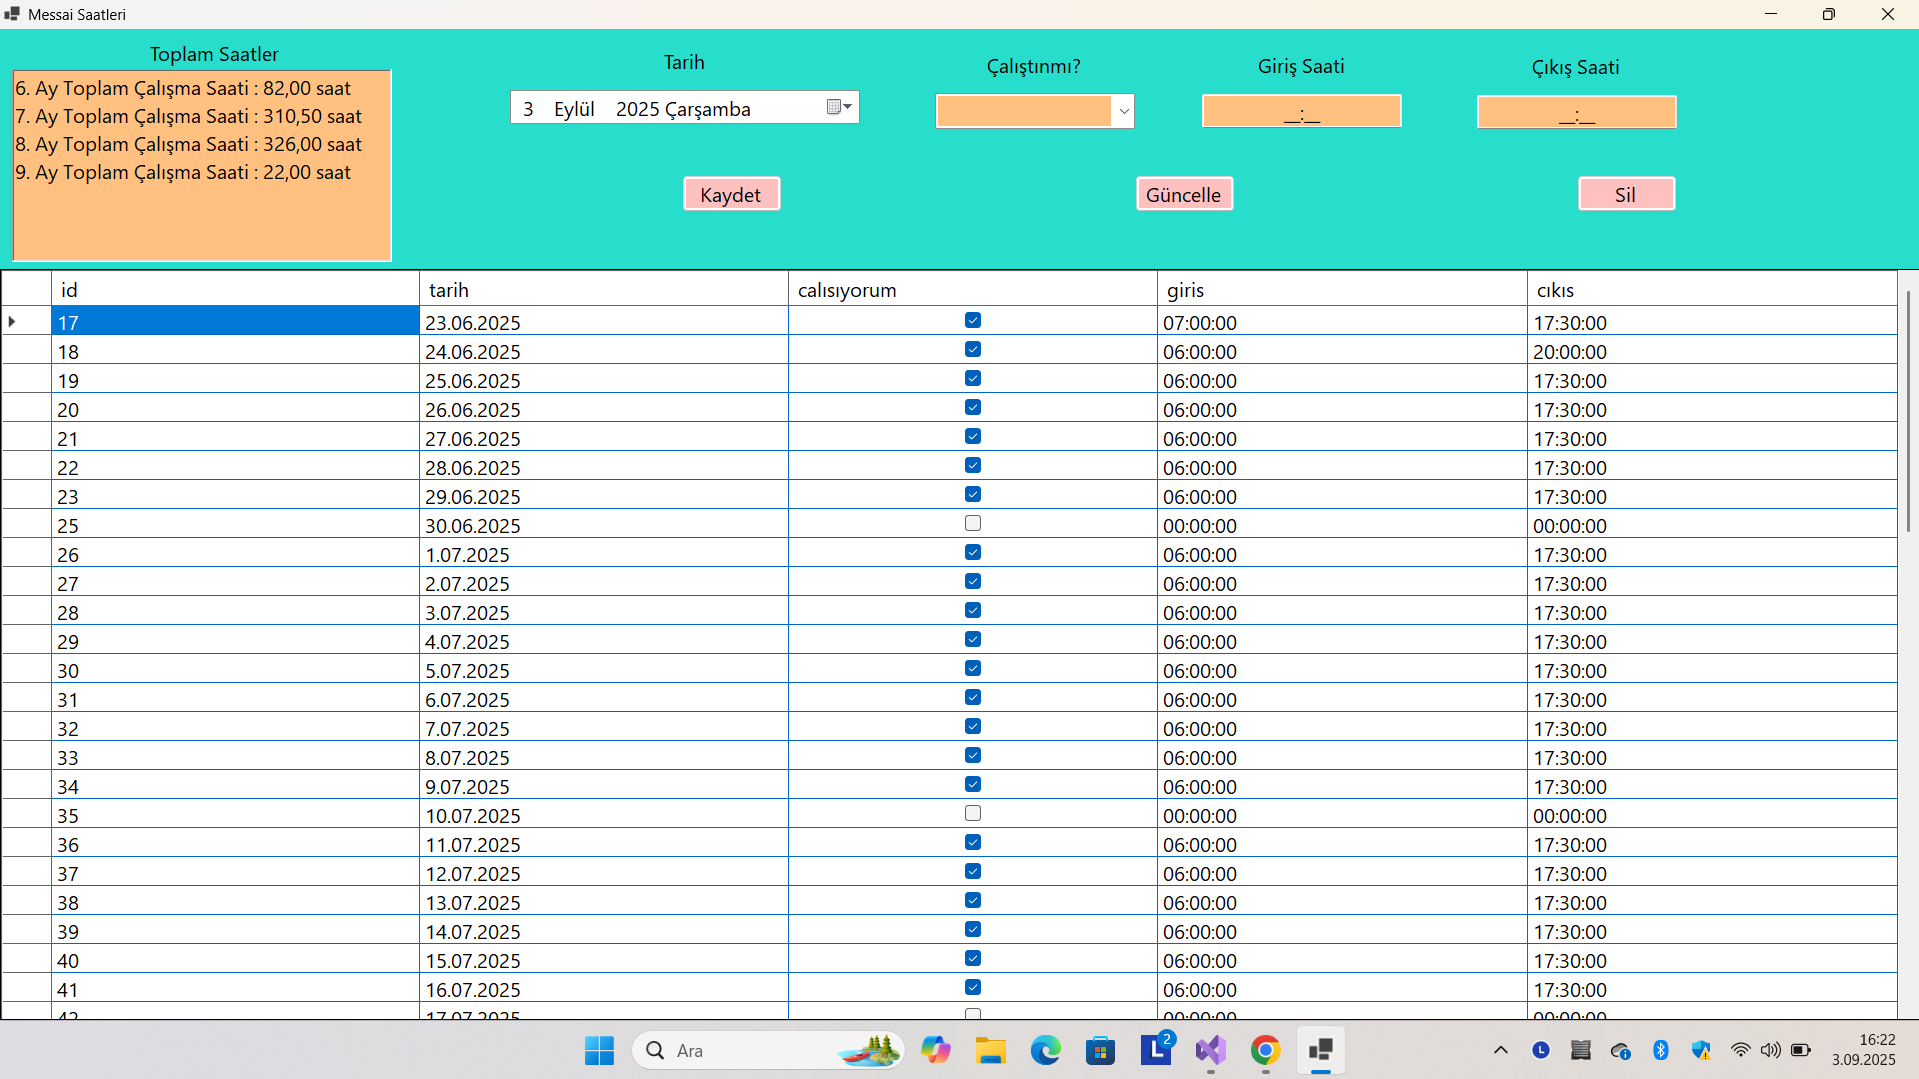 Messai Saatleri
Toplam Saatler
6. Ay Toplam Çalışma Saati : 82,00 saat
7. Ay Toplam Çalışma Saati : 310,50 saat
8. Ay Toplam Çalışma Saati : 326,00 saat
9. Ay Toplam Çalışma Saati : 22,00 saat
Tarih
3 Eylül 2025 Çarşamba
Çalıştınmı?
Giriş Saati
__:__
Çıkış Saati
__:__
Kaydet
Güncelle
Sil
id tarih calısıyorum giris cıkıs
17 23.06.2025 07:00:00 17:30:00
18 24.06.2025 06:00:00 20:00:00
19 25.06.2025 06:00:00 17:30:00
20 26.06.2025 06:00:00 17:30:00
21 27.06.2025 06:00:00 17:30:00
22 28.06.2025 06:00:00 17:30:00
23 29.06.2025 06:00:00 17:30:00
25 30.06.2025 00:00:00 00:00:00
26 1.07.2025 06:00:00 17:30:00
27 2.07.2025 06:00:00 17:30:00
28 3.07.2025 06:00:00 17:30:00
29 4.07.2025 06:00:00 17:30:00
30 5.07.2025 06:00:00 17:30:00
31 6.07.2025 06:00:00 17:30:00
32 7.07.2025 06:00:00 17:30:00
33 8.07.2025 06:00:00 17:30:00
34 9.07.2025 06:00:00 17:30:00
35 10.07.2025 00:00:00 00:00:00
36 11.07.2025 06:00:00 17:30:00
37 12.07.2025 06:00:00 17:30:00
38 13.07.2025 06:00:00 17:30:00
39 14.07.2025 06:00:00 17:30:00
40 15.07.2025 06:00:00 17:30:00
41 16.07.2025 06:00:00 17:30:00
42 17.07.2025 00:00:00 00:00:00
Ara
L
2
L
16:22
3.09.2025